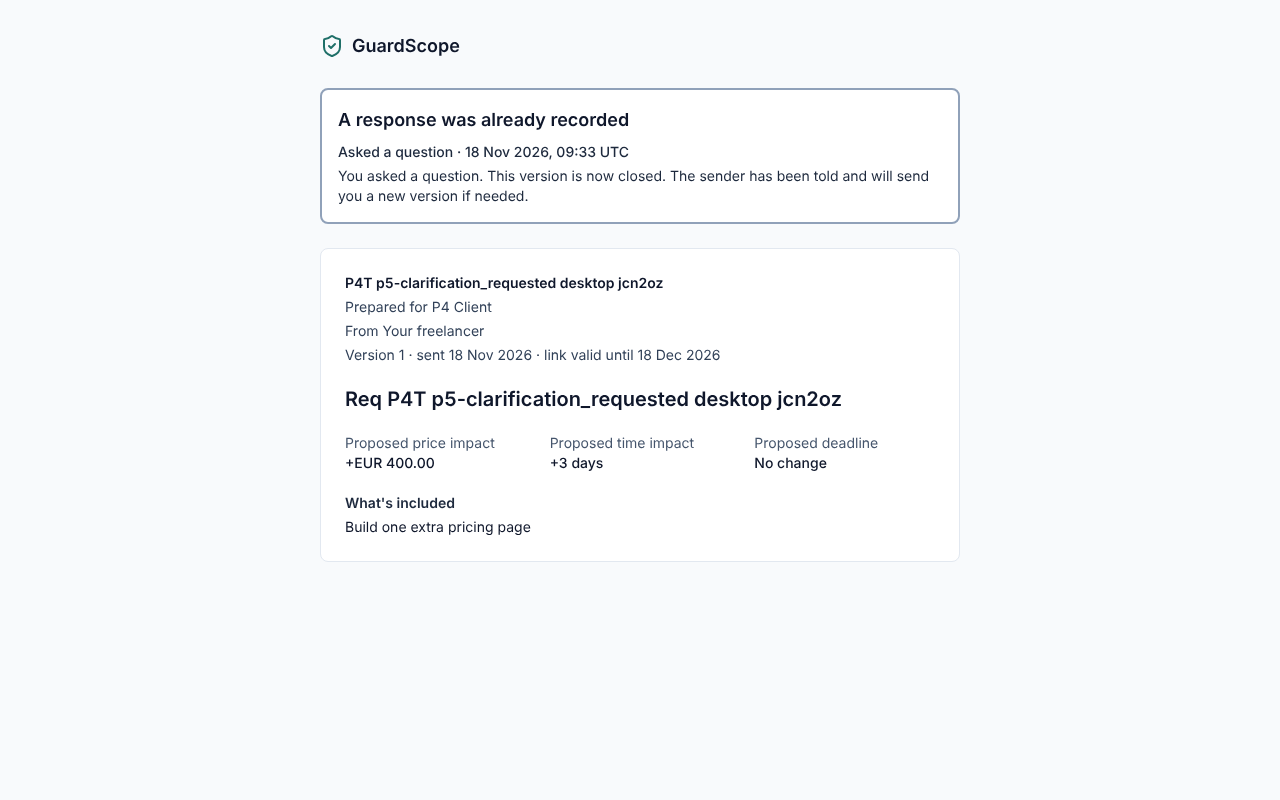 GuardScope
A response was already recorded
Asked a question · 18 Nov 2026, 09:33 UTC
You asked a question. This version is now closed. The sender has been told and will send
you a new version if needed.
P4T p5-clarification_requested desktop jcn2oz
Prepared for P4 Client
From Your freelancer
Version 1 · sent 18 Nov 2026 · link valid until 18 Dec 2026
Req P4T p5-clarification_requested desktop jcn2oz
Proposed price impact
+EUR 400.00
Proposed time impact
+3 days
Proposed deadline
No change
What's included
Build one extra pricing page